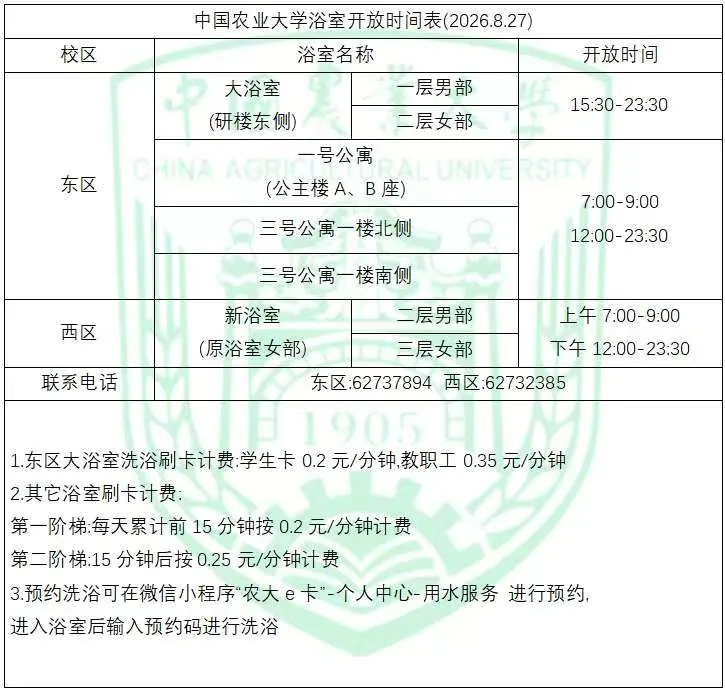 中国农业大学浴室开放时间表(2026.8.27)
校区 浴室名称 开放时间
东区
大浴室
(研楼东侧)
一层男部
二层女部
15:30-23:30
一号公寓
(公主楼A、B座)
三号公寓一楼北侧
三号公寓一楼南侧
7:00-9:00
12:00-23:30
西区
新浴室
(原浴室女部)
二层男部
三层女部
上午 7:00-9:00
下午 12:00-23:30
联系电话 东区:62737894 西区:62732385
1.东区大浴室洗浴刷卡计费:学生卡 0.2 元/分钟,教职工 0.35 元/分钟
2.其它浴室刷卡计费:
第一阶梯:每天累计前 15 分钟按 0.2 元/分钟计费
第二阶梯:15 分钟后按 0.25 元/分钟计费
3.预约洗浴可在微信小程序“农大 e 卡”-个人中心-用水服务 进行预约,
进入浴室后输入预约码进行洗浴
中国農業大学
CHINA AGRICULTURAL UNIVERSITY
1905